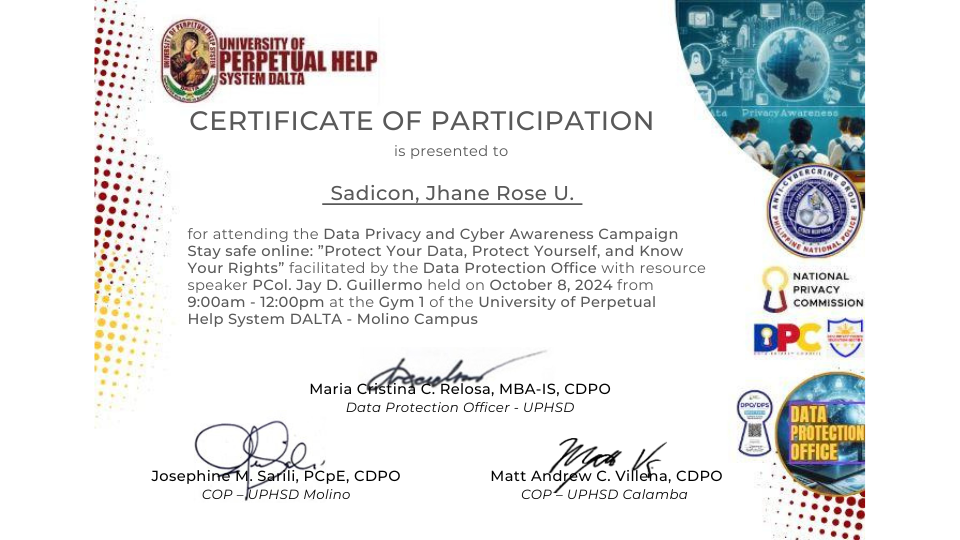 UNIVERSITY OF
PERPETUAL HELP
SYSTEM DALTA
CERTIFICATE OF PARTICIPATION
is presented to
Sadicon, Jhane Rose U.
for attending the Data Privacy and Cyber Awareness Campaign
Stay safe online: ”Protect Your Data, Protect Yourself, and Know
Your Rights” facilitated by the Data Protection Office with resource
speaker PCol. Jay D. Guillermo held on October 8, 2024 from
9:00am - 12:00pm at the Gym 1 of the University of Perpetual
Help System DALTA - Molino Campus
Maria Cristina C. Relosa, MBA-IS, CDPO
Data Protection Officer - UPHSD
Josephine M. Sarili, PCpE, CDPO
COP – UPHSD Molino
Matt Andrew C. Villena, CDPO
COP – UPHSD Calamba
Privacy Awareness
ANTI-CYBERCRIME GROUP
CYBER RESPONSE
PHILIPPINE NATIONAL POLICE
NATIONAL
PRIVACY
COMMISSION
DPC
DATA PRIVACY COUNCIL
DPO/DPS
DATA
PROTECTION
OFFICE